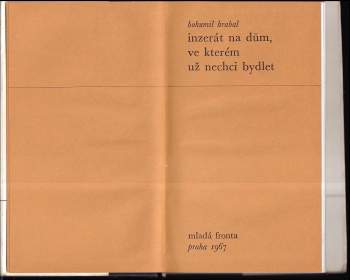 bohumil hrabal
inzerát na dům,
ve kterém
už nechci bydlet
mladá fronta
praha 1967